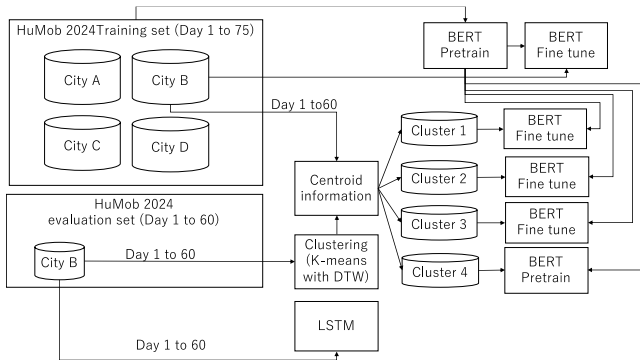 HuMob 2024Training set (Day 1 to 75)
City A
City B
City C
City D
BERT
Pretrain
BERT
Fine tune
Day 1 to60
Centroid
information
Cluster 1
Cluster 2
Cluster 3
Cluster 4
BERT
Fine tune
BERT
Fine tune
BERT
Fine tune
BERT
Pretrain
HuMob 2024
evaluation set (Day 1 to 60)
City B
Day 1 to 60
Clustering
(K-means
with DTW)
LSTM
Day 1 to 60